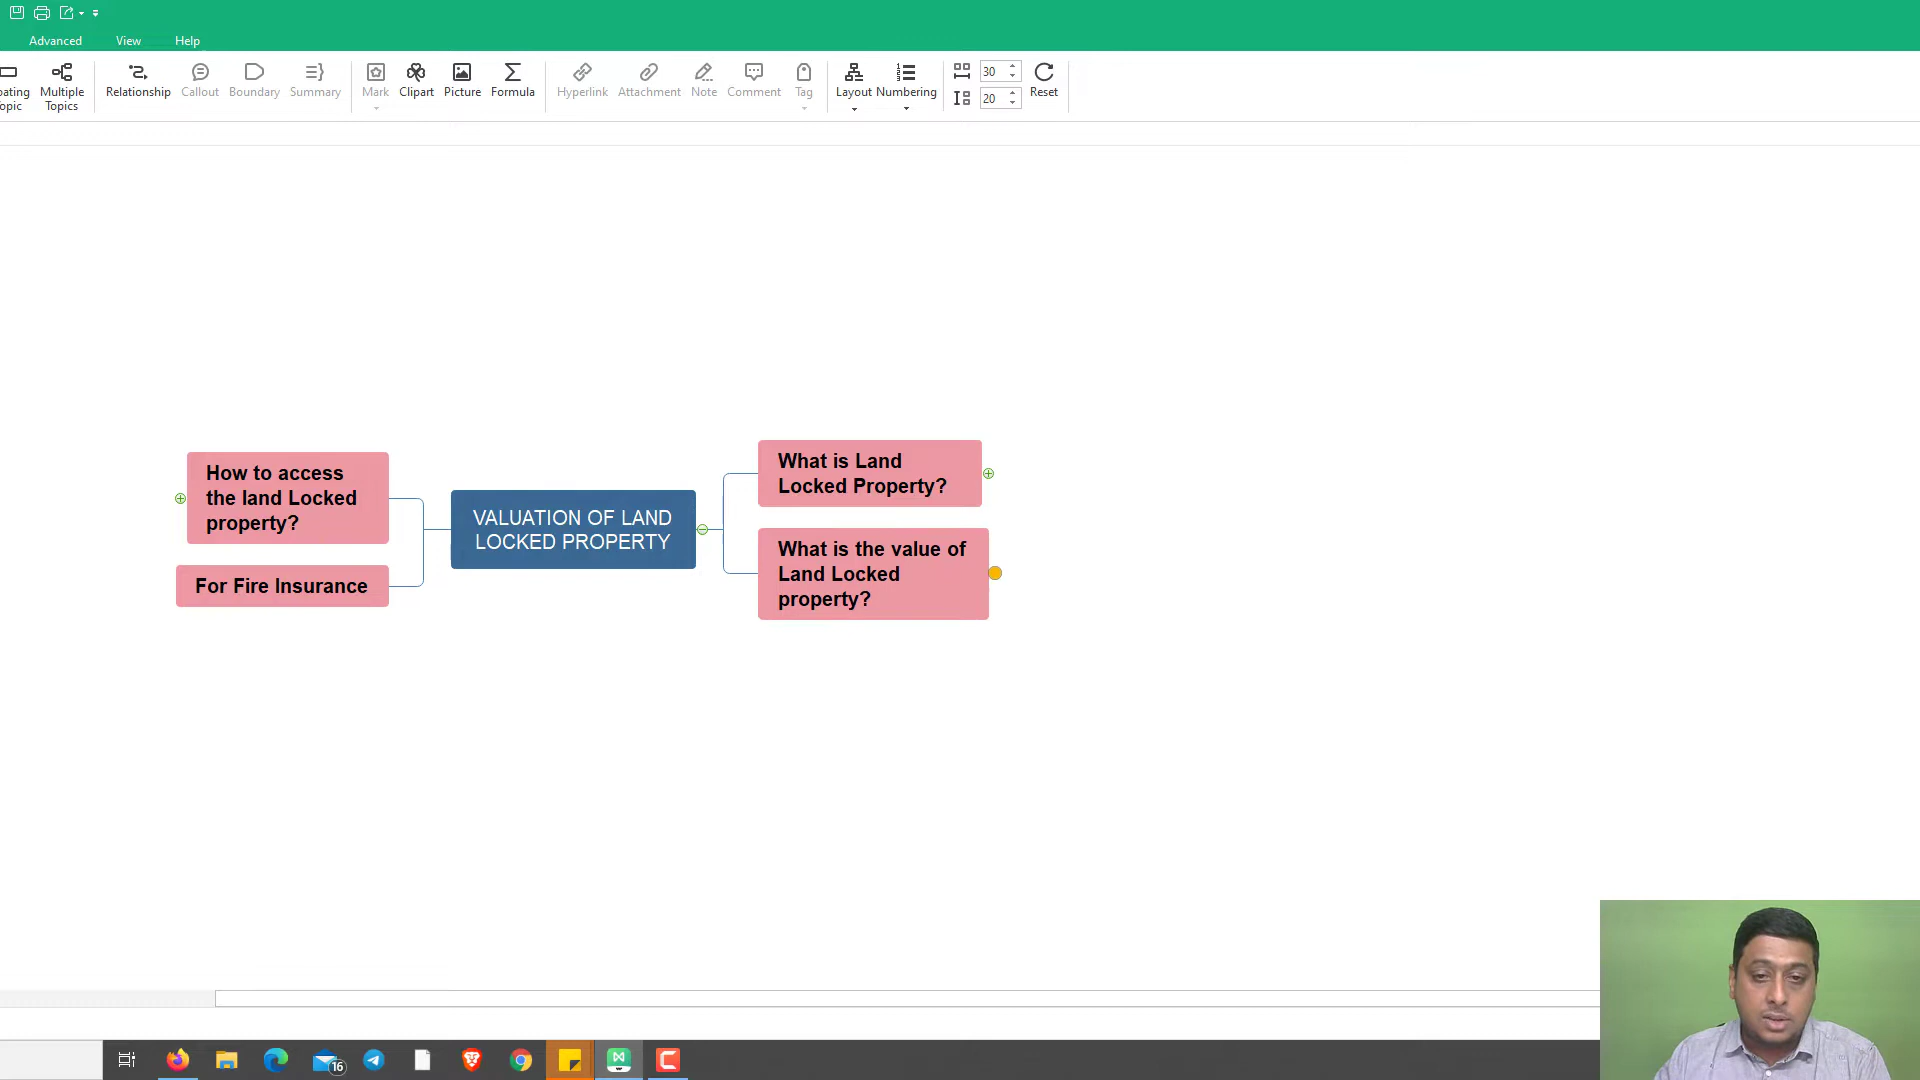 Advanced View Help
oating
opic
Multiple
Topics
Relationship Callout Boundary Summary
Mark Clipart Picture Formula
Hyperlink Attachment Note Comment Tag
Layout Numbering
30
20
Reset
How to access
the land Locked
property?
For Fire Insurance
VALUATION OF LAND
LOCKED PROPERTY
What is Land
Locked Property?
What is the value of
Land Locked
property?
16